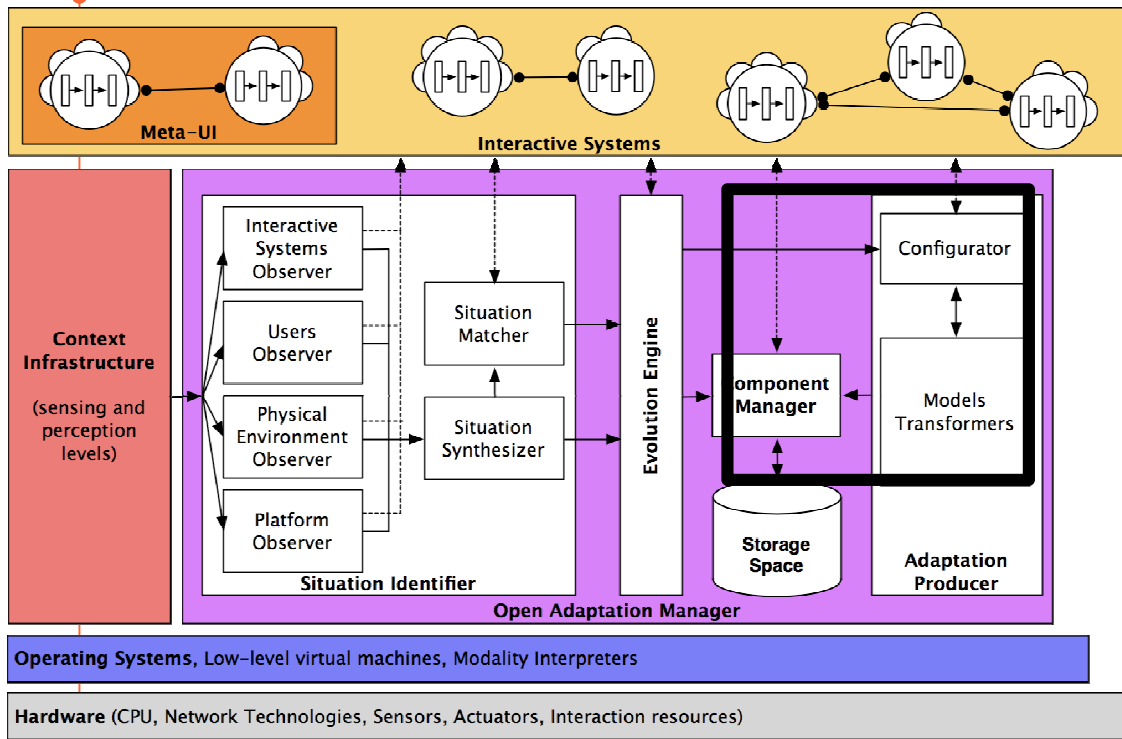 Meta-UI
Interactive Systems
Context
Infrastructure
(sensing and
perception
levels)
Interactive
Systems
Observer
Users
Observer
Physical
Environment
Observer
Platform
Observer
Situation
Matcher
Situation
Synthesizer
Situation Identifier
Evolution Engine
Component
Manager
Storage
Space
Configurator
Models
Transformers
Adaptation
Producer
Open Adaptation Manager
Operating Systems, Low-level virtual machines, Modality Interpreters
Hardware (CPU, Network Technologies, Sensors, Actuators, Interaction resources)